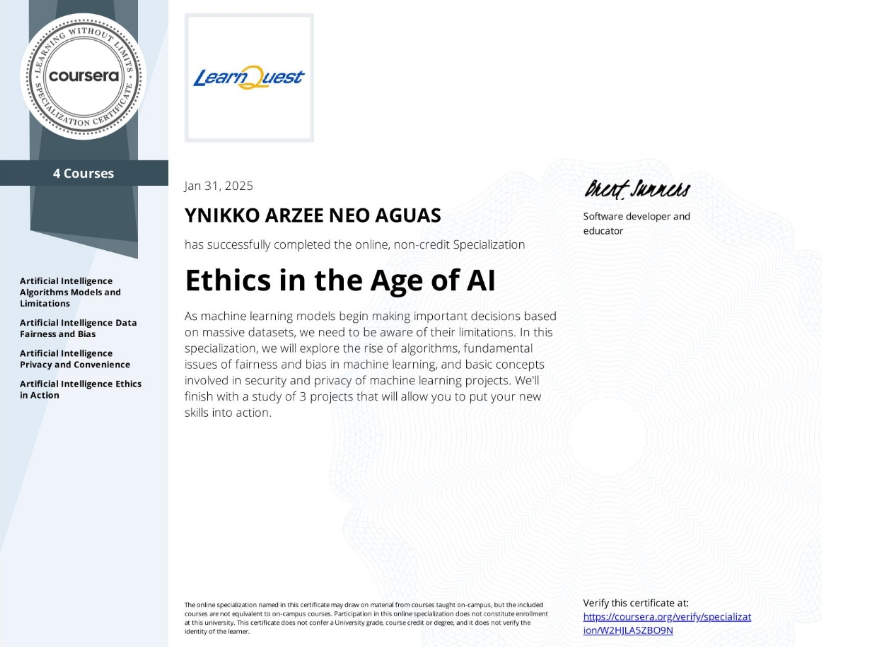 LEARNING WITHOUT LIMITS
coursera
SPECIALIZATION CERTIFICATE
4 Courses
Artificial Intelligence
Algorithms Models and
Limitations
Artificial Intelligence Data
Fairness and Bias
Artificial Intelligence
Privacy and Convenience
Artificial Intelligence Ethics
in Action
LearnQuest
Jan 31, 2025
YNIKKO ARZEE NEO AGUAS
has successfully completed the online, non-credit Specialization
Ethics in the Age of AI
As machine learning models begin making important decisions based
on massive datasets, we need to be aware of their limitations. In this
specialization, we will explore the rise of algorithms, fundamental
issues of fairness and bias in machine learning, and basic concepts
involved in security and privacy of machine learning projects. We'll
finish with a study of 3 projects that will allow you to put your new
skills into action.
Brent Summers
Software developer and
educator
The online specialization named in this certificate may draw on material from courses taught on-campus, but the included
courses are not equivalent to on-campus courses. Participation in this online specialization does not constitute enrollment
at this university. This certificate does not confer a University grade, course credit or degree, and it does not verify the
identity of the learner.
Verify this certificate at:
https://coursera.org/verify/specializat
ion/W2HJLA5ZBO9N